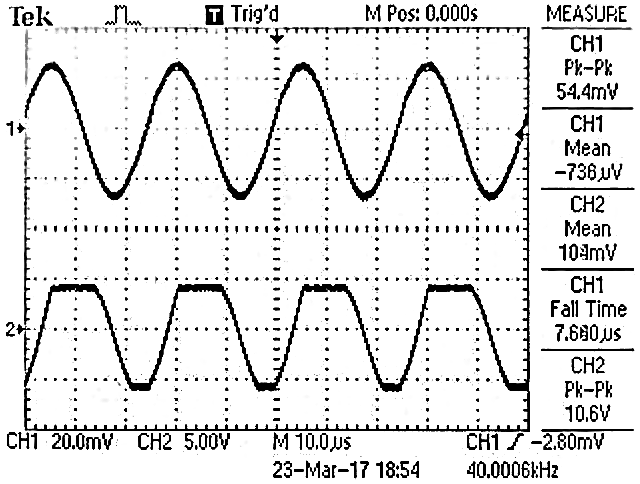 Tek T Trig'd M Pos: 0.000s MEASURE
CH1
Pk-Pk
54.4mV
1
CH1
Mean
-736µV
CH2
Mean
104mV
CH1
Fall Time
2
CH2
Pk-Pk
10.6V
CH1 20.0mV CH2 5.00V M 10.0µs CH1 -2.80mV
23-Mar-17 18:54 40.0006kHz